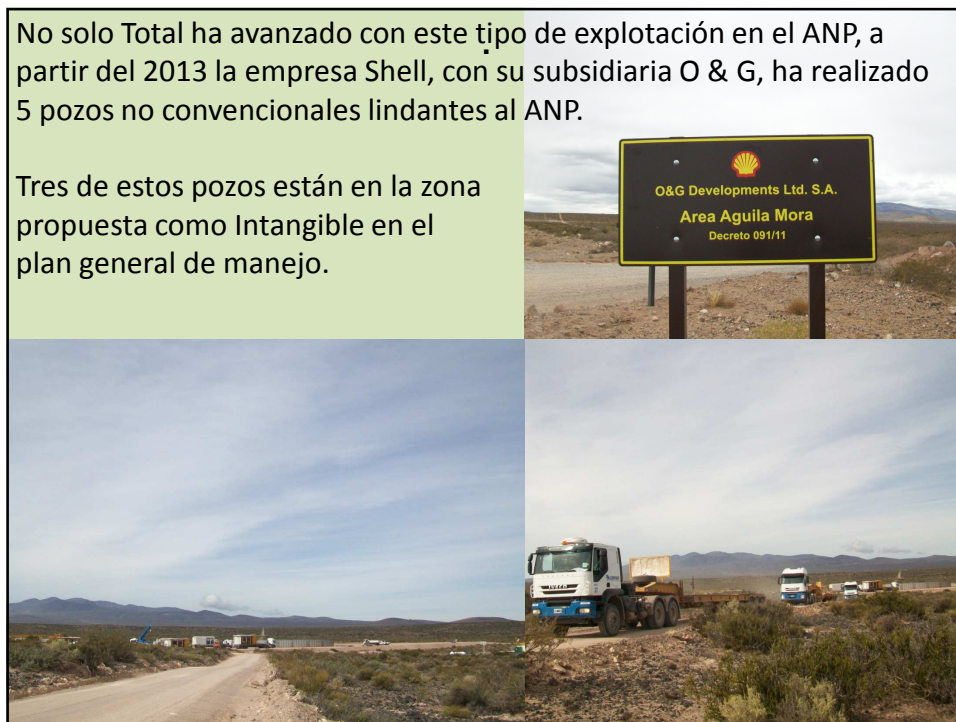 No solo Total ha avanzado con este tipo de explotación en el ANP, a
partir del 2013 la empresa Shell, con su subsidiaria O & G, ha realizado
5 pozos no convencionales lindantes al ANP.
Tres de estos pozos están en la zona
propuesta como Intangible en el
plan general de manejo.
O&G Developments Ltd. S.A.
Area Aguila Mora
Decreto 091/11
IVECO